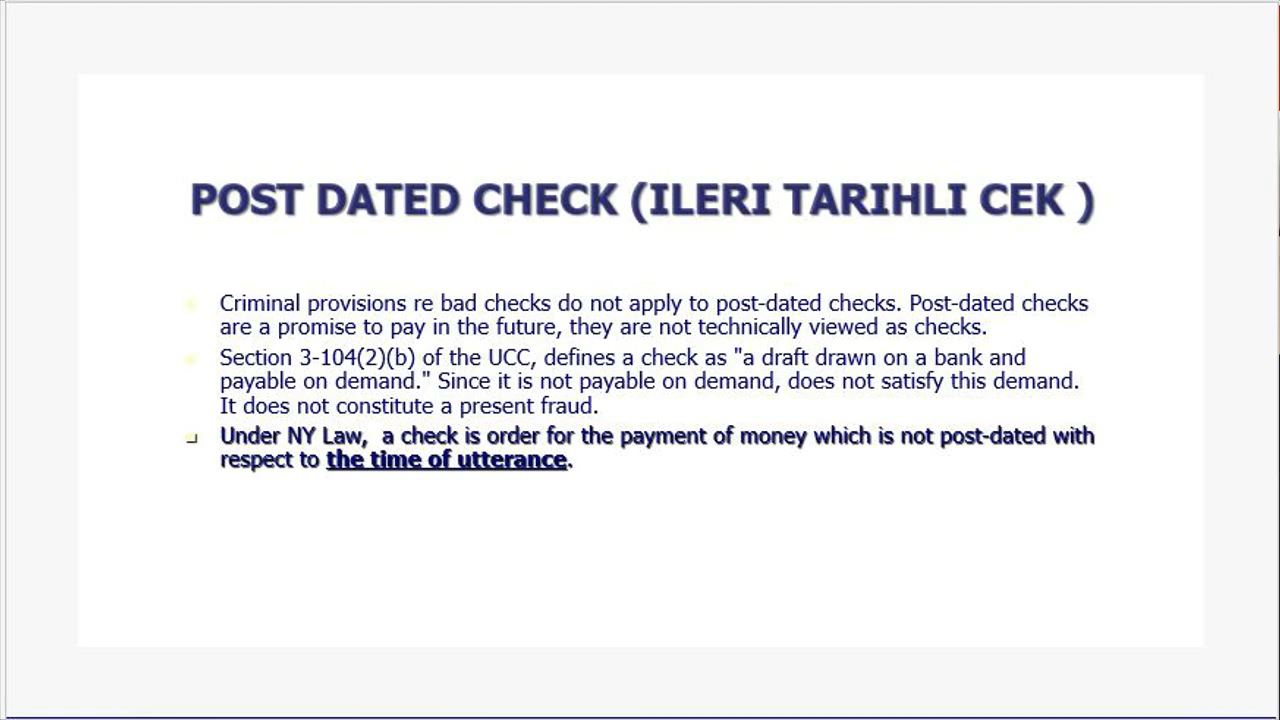 POST DATED CHECK (ILERI TARIHLI CEK )
Criminal provisions re bad checks do not apply to post-dated checks. Post-dated checks
are a promise to pay in the future, they are not technically viewed as checks.
Section 3-104(2)(b) of the UCC, defines a check as "a draft drawn on a bank and
payable on demand." Since it is not payable on demand, does not satisfy this demand.
It does not constitute a present fraud.
Under NY Law,  a check is order for the payment of money which is not post-dated with
respect to the time of utterance.